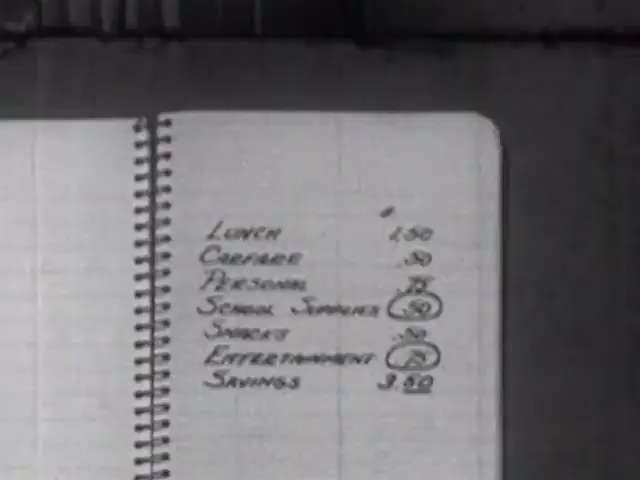 Lunch 1.50
Carfare .50
Personal .75
School Supplies .50
Snacks .50
Entertainment .75
Savings 3.50